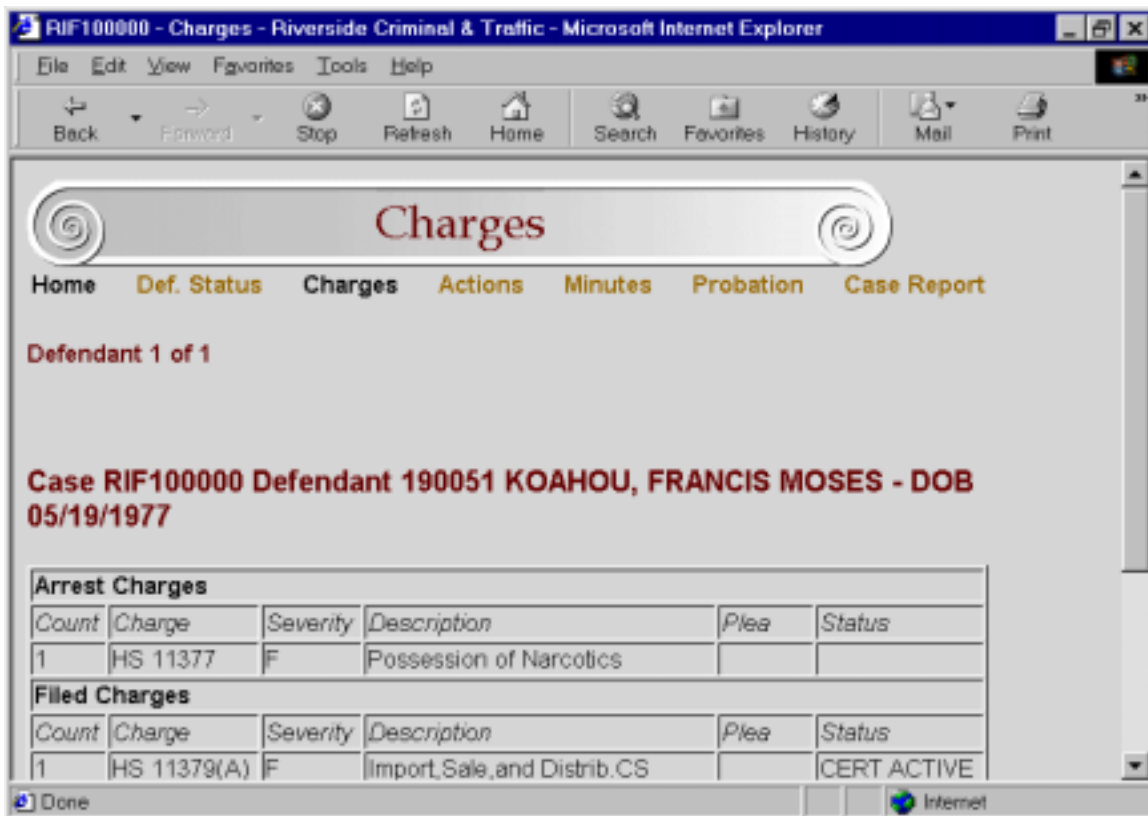 RIF100000 - Charges - Riverside Criminal & Traffic - Microsoft Internet Explorer
File Edit View Favorites Tools Help
Back Forward Stop Refresh Home Search Favorites History Mail Print
Charges
Home Def. Status Charges Actions Minutes Probation Case Report
Defendant 1 of 1
Case RIF100000 Defendant 190051 KOAHOU, FRANCIS MOSES - DOB
05/19/1977
Arrest Charges
Count Charge Severity Description Plea Status
1 HS 11377 F Possession of Narcotics
Filed Charges
Count Charge Severity Description Plea Status
1 HS 11379(A) F Import,Sale,and Distrib.CS CERT ACTIVE
Done Internet